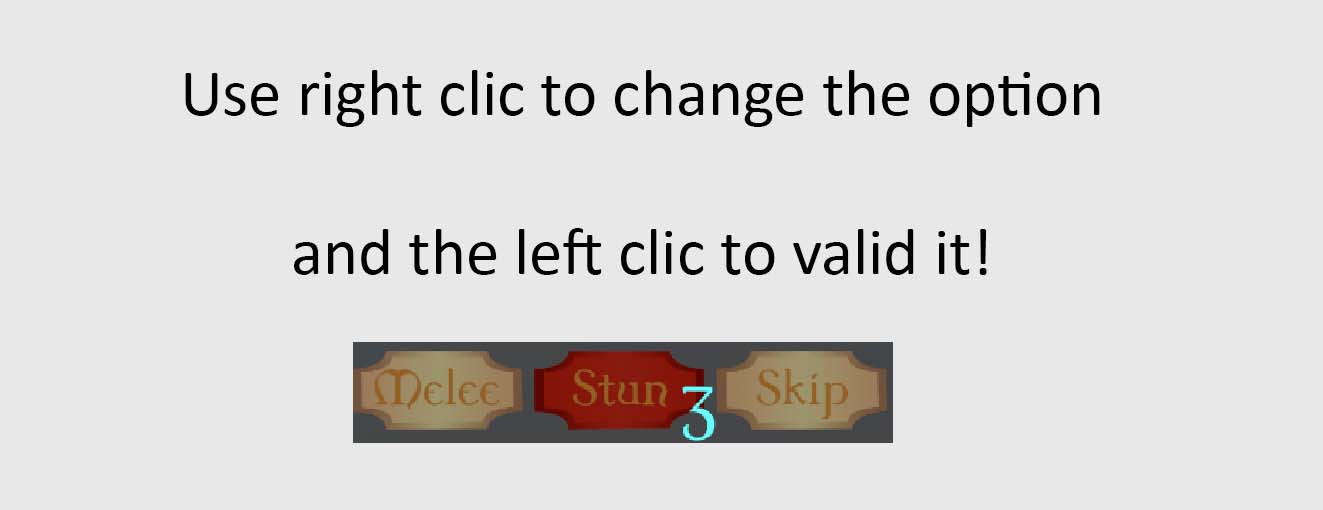 Use right clic to change the option
and the left clic to valid it!
Melee Stun 3 Skip